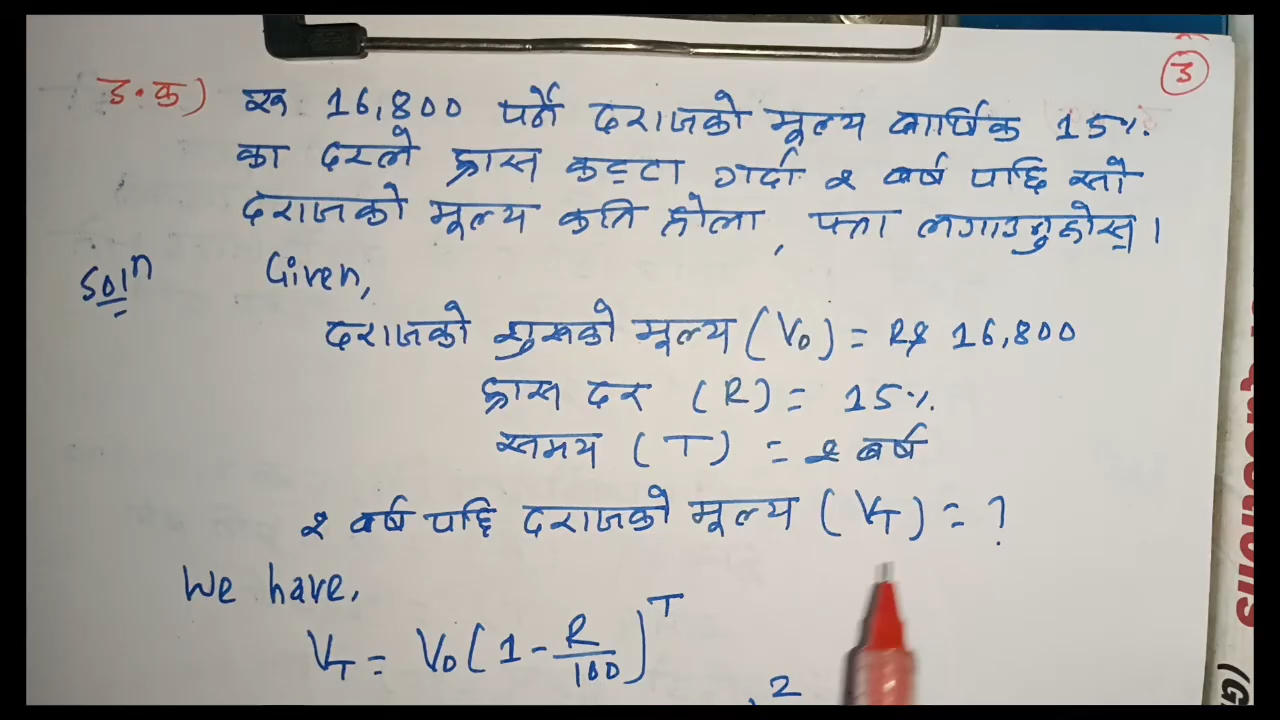 3
3.क) रू 16,800 पर्ने दराजको मूल्य वार्षिक 15%
का दरले ह्रास कट्टा गर्दा २ वर्ष पछि सो
दराजको मूल्य कति होला, पत्ता लगाउनुहोस् ।
Solⁿ Given,
दराजको शुरूको मूल्य (V₀) = Rs 16,800
ह्रास दर (R) = 15%
समय (T) = २ वर्ष
२ वर्ष पछि दराजको मूल्य (V_T) = ?
We have,
V_T = V₀(1 - R/100)^T
2
Questions
(G